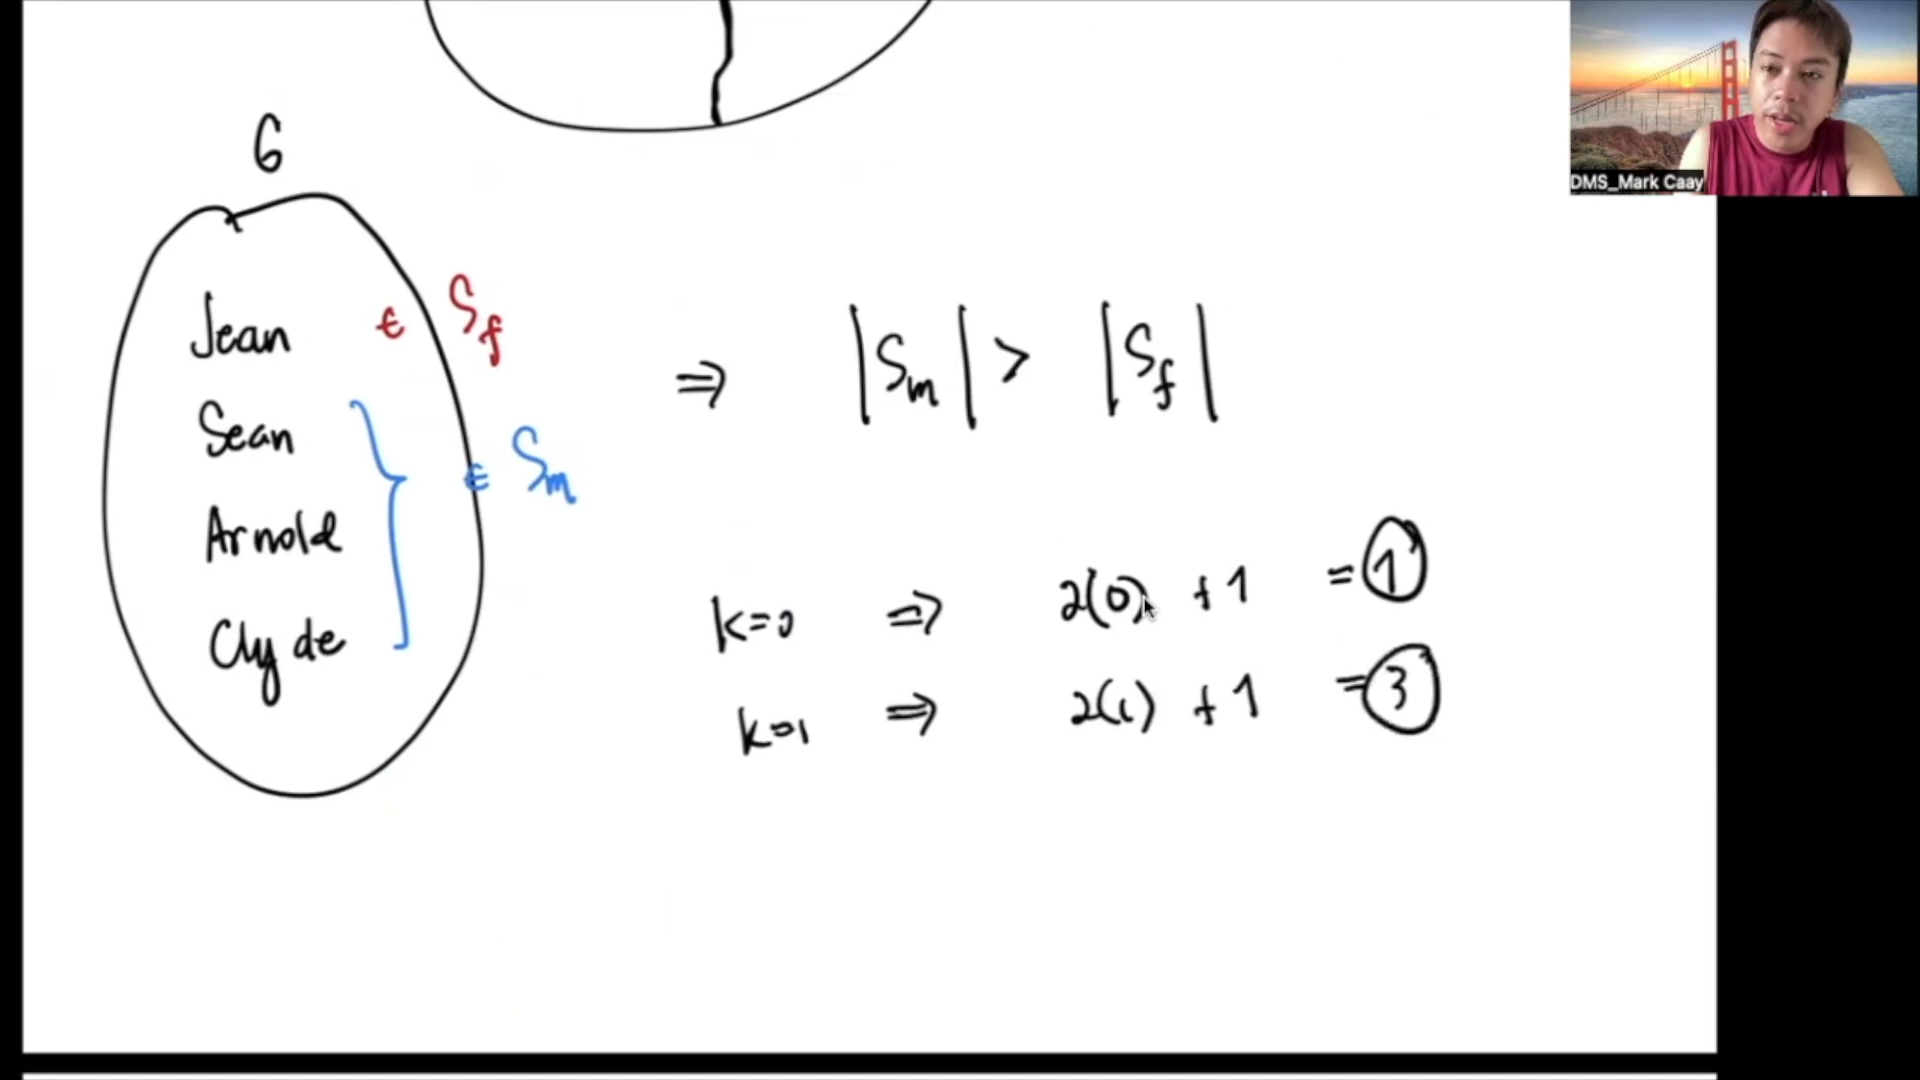 DMS_Mark Caay
G
Jean ∈ Sf
Sean
Arnold
Clyde
∈ Sm
⇒ |Sm| > |Sf|
k=0 ⇒ 2(0) + 1 = 1
k=1 ⇒ 2(1) + 1 = 3